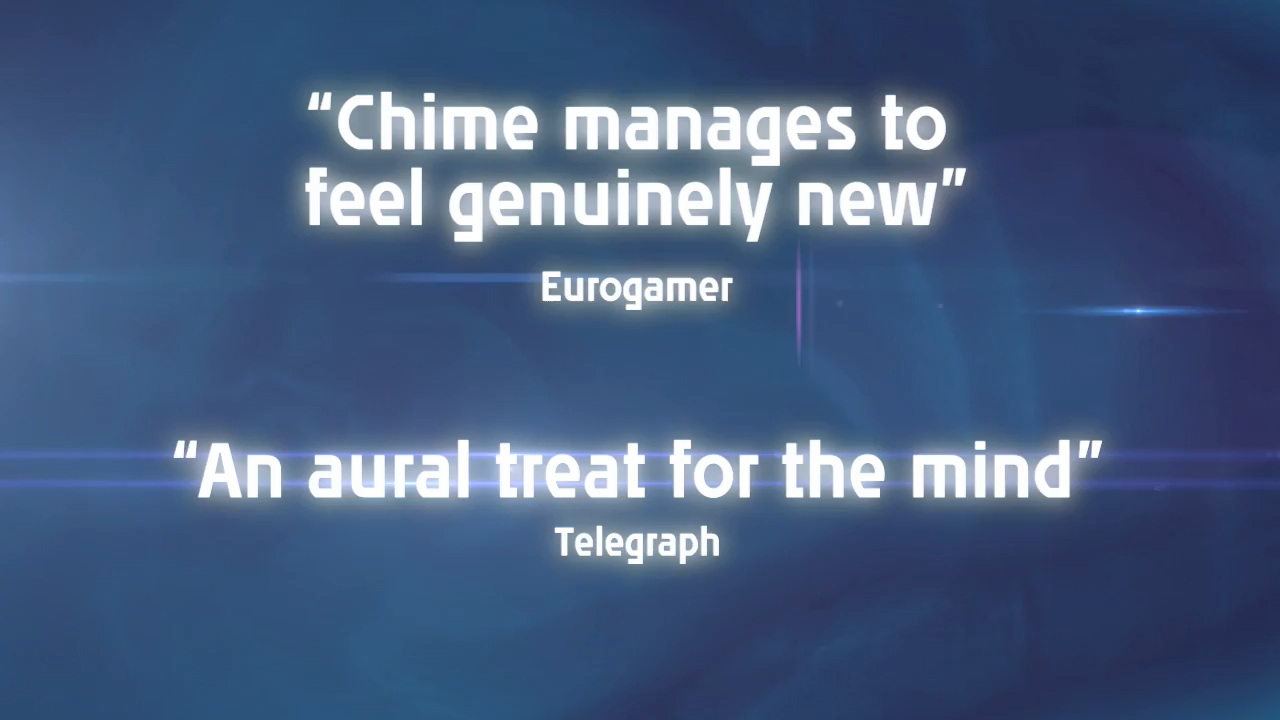 “Chime manages to
feel genuinely new”
Eurogamer
“An aural treat for the mind”
Telegraph